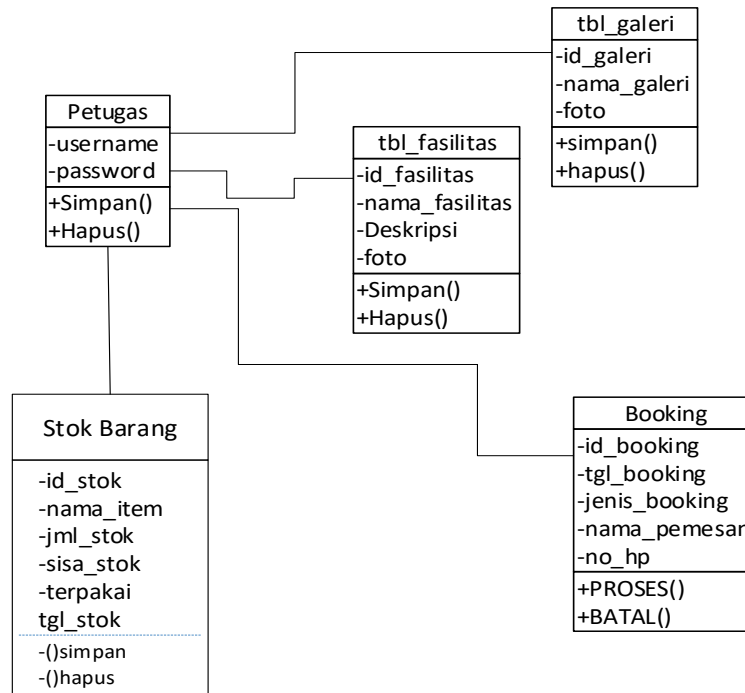 tbl_galeri
-id_galeri
-nama_galeri
-foto
+simpan()
+hapus()
Petugas
-username
-password
+Simpan()
+Hapus()
tbl_fasilitas
-id_fasilitas
-nama_fasilitas
-Deskripsi
-foto
+Simpan()
+Hapus()
Stok Barang
-id_stok
-nama_item
-jml_stok
-sisa_stok
-terpakai
tgl_stok
-()simpan
-()hapus
Booking
-id_booking
-tgl_booking
-jenis_booking
-nama_pemesan
-no_hp
+PROSES()
+BATAL()